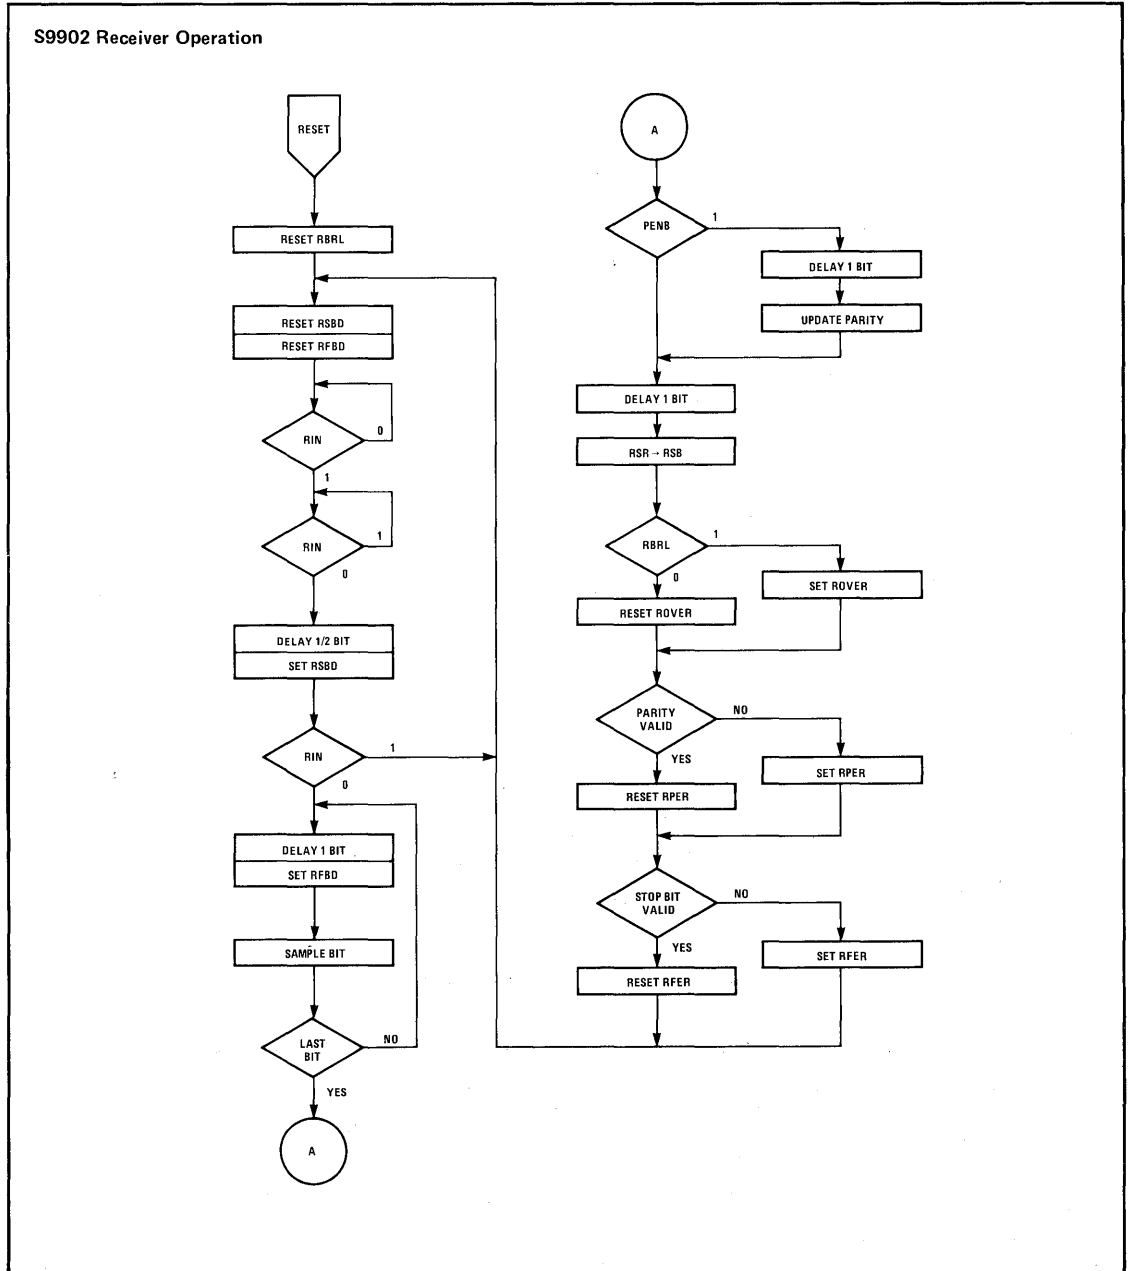 S9902 Receiver Operation
RESET
RESET RBRL
RESET RSBD
RESET RFBD
RIN
0
1
RIN
1
0
DELAY 1/2 BIT
SET RSBD
RIN
1
0
DELAY 1 BIT
SET RFBD
SAMPLE BIT
LAST
BIT
NO
YES
A
A
PENB
1
DELAY 1 BIT
UPDATE PARITY
DELAY 1 BIT
RSR → RSB
RBRL
1
0
SET ROVER
RESET ROVER
PARITY
VALID
NO
YES
SET RPER
RESET RPER
STOP BIT
VALID
NO
YES
SET RFER
RESET RFER